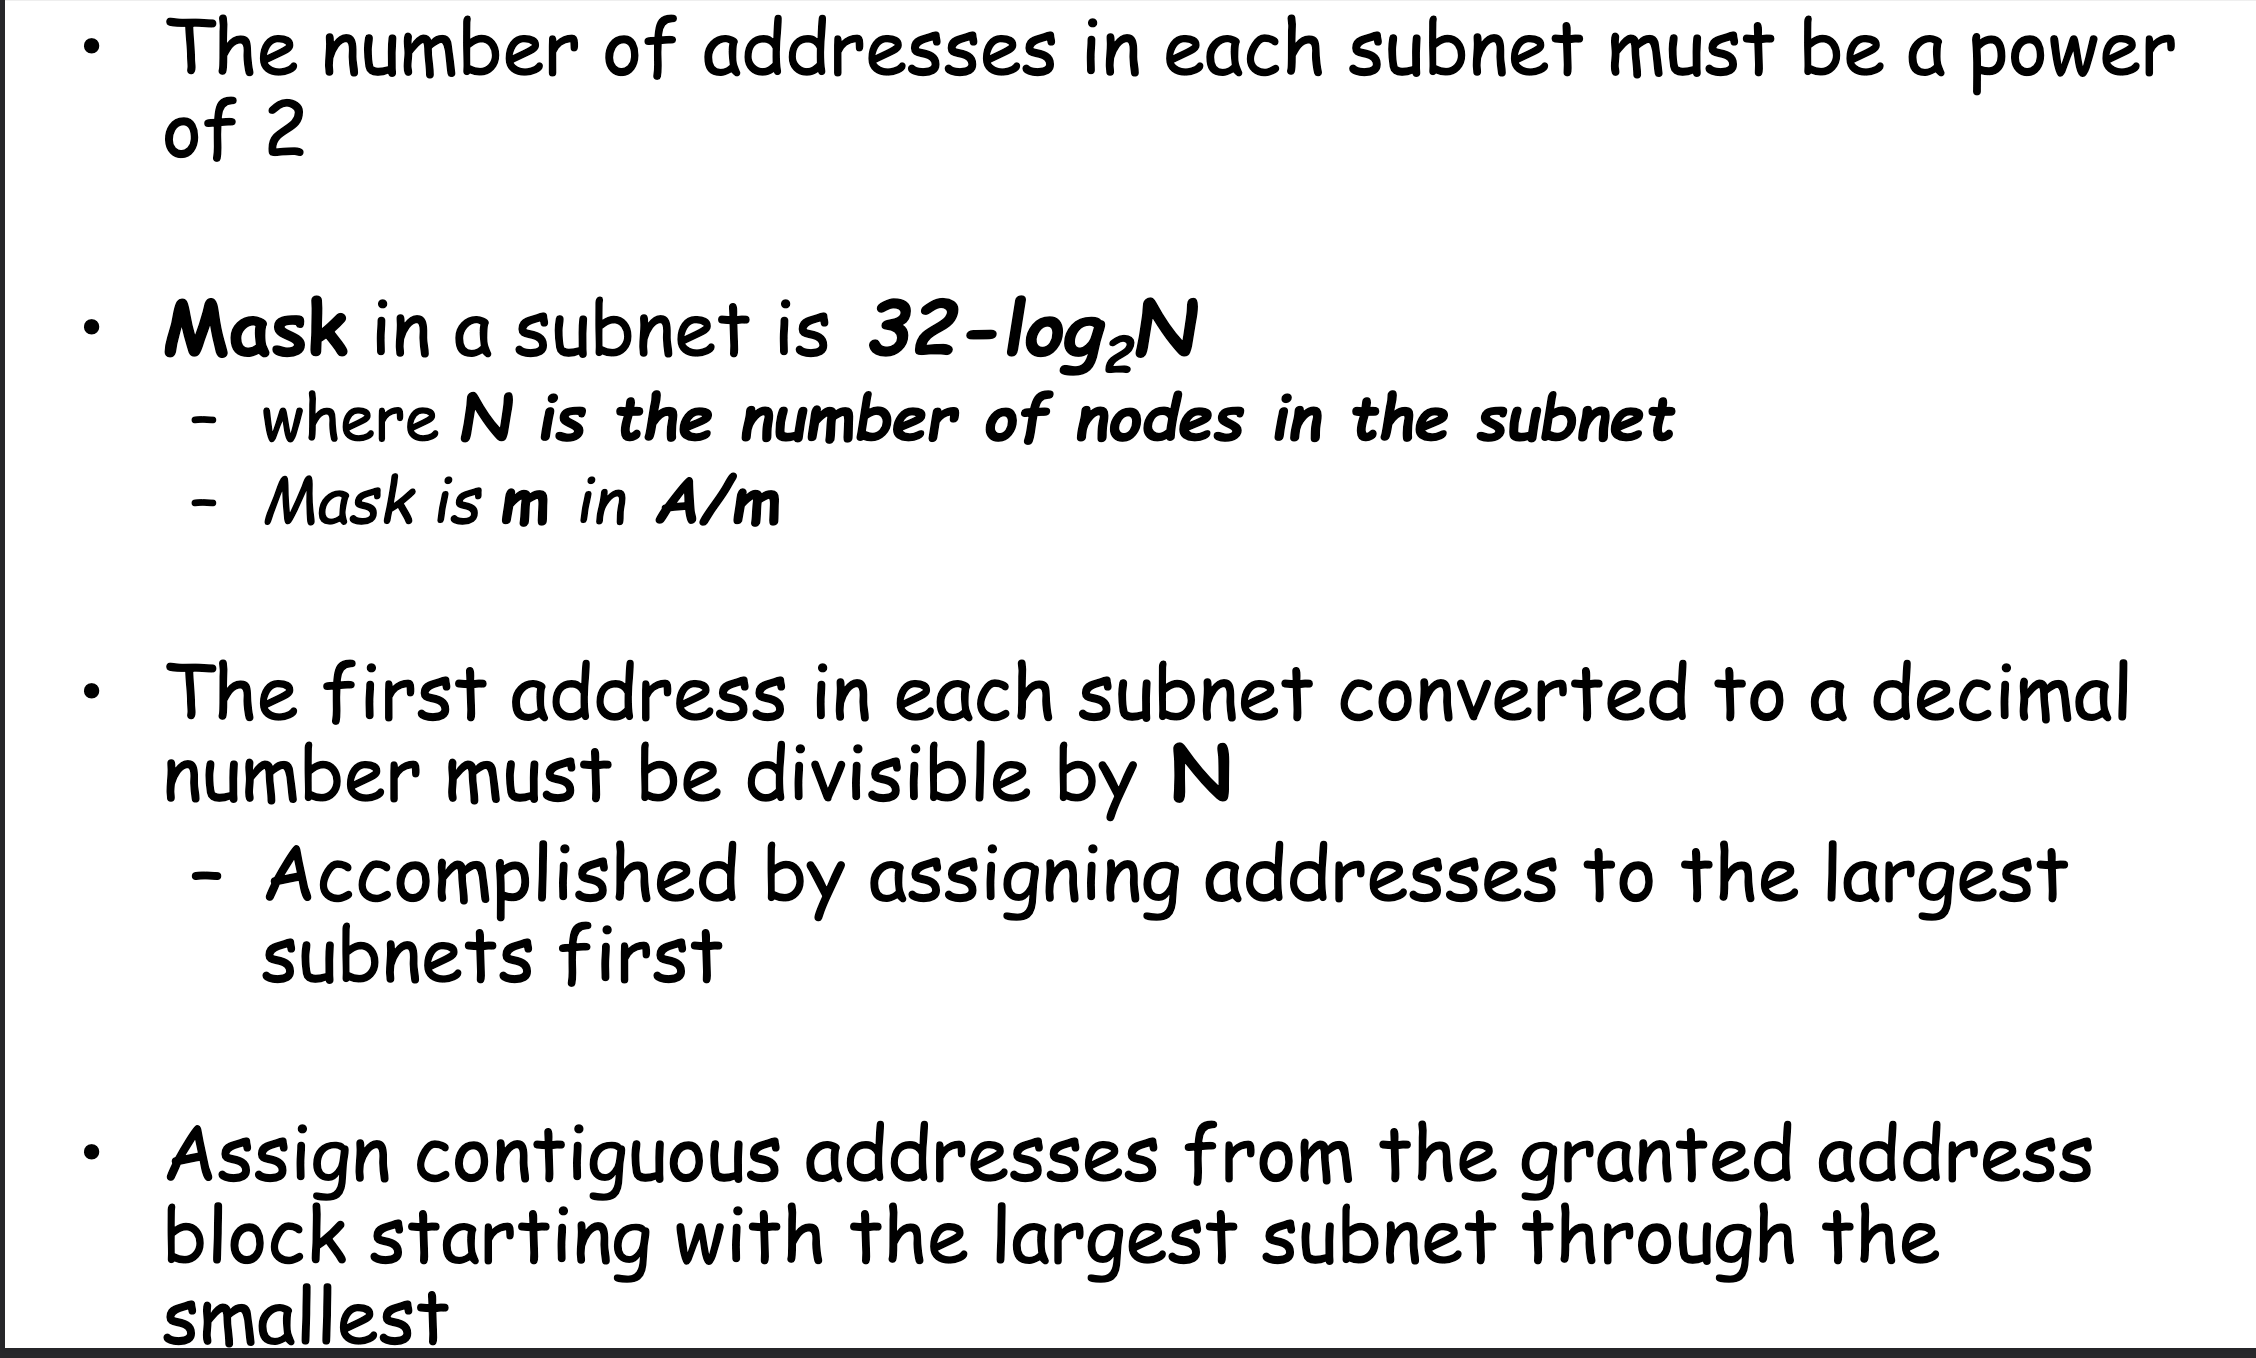 • The number of addresses in each subnet must be a power
of 2
• Mask in a subnet is 32-log₂N
– where N is the number of nodes in the subnet
– Mask is m in A/m
• The first address in each subnet converted to a decimal
number must be divisible by N
– Accomplished by assigning addresses to the largest
subnets first
• Assign contiguous addresses from the granted address
block starting with the largest subnet through the
smallest